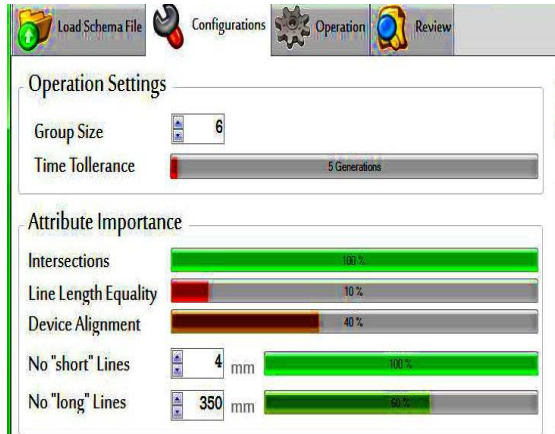 Load Schema File Configurations Operation Review
Operation Settings
Group Size 6
Time Tollerance 5 Generations
Attribute Importance
Intersections 100 %
Line Length Equality 10 %
Device Alignment 40 %
No "short" Lines 4 mm 100 %
No "long" Lines 350 mm 60 %